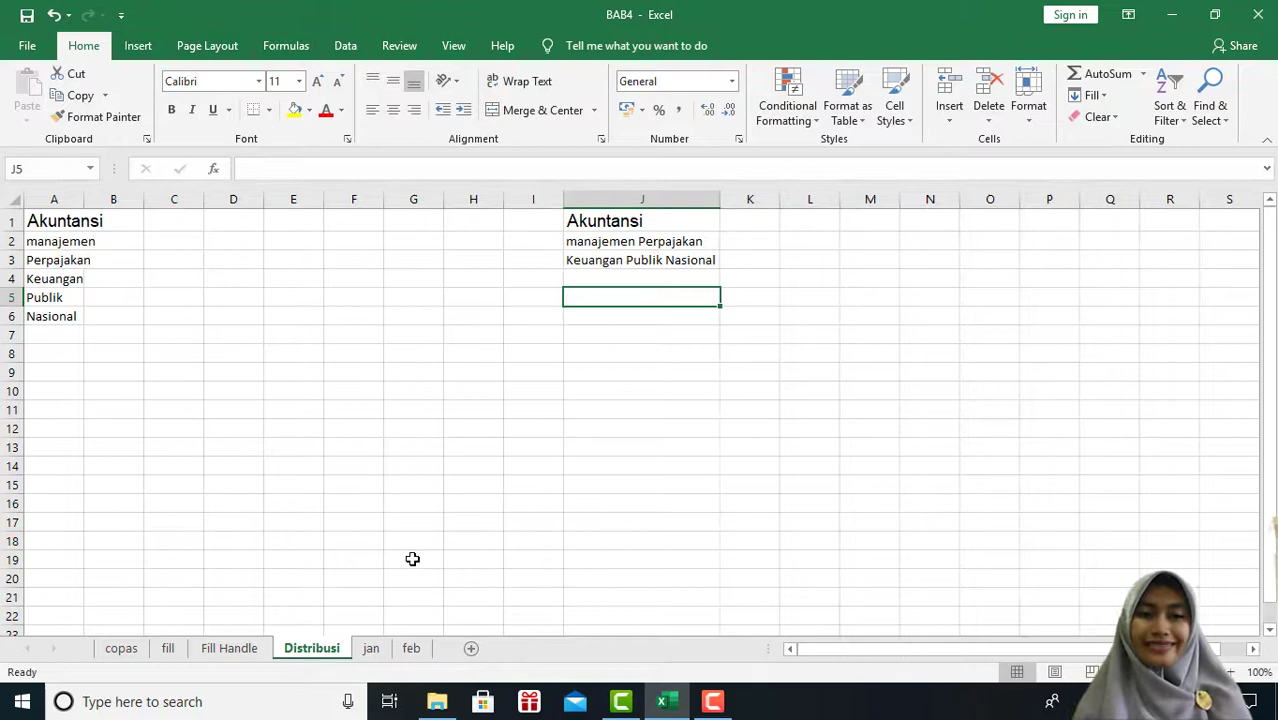 BAB4 - Excel
Sign in
File Home Insert Page Layout Formulas Data Review View Help Tell me what you want to do Share
Paste
Cut
Copy
Format Painter
Clipboard
Calibri 11
B I U
Font
Wrap Text
Merge & Center
Alignment
General
Number
Conditional Formatting
Format as Table
Cell Styles
Styles
Insert Delete Format
Cells
AutoSum
Fill
Clear
Sort & Filter
Find & Select
Editing
J5
fx
A B C D E F G H I J K L M N O P Q R S
1 Akuntansi Akuntansi
2 manajemen manajemen Perpajakan
3 Perpajakan Keuangan Publik Nasional
4 Keuangan
5 Publik
6 Nasional
7
8
9
10
11
12
13
14
15
16
17
18
19
20
21
22
copas fill Fill Handle Distribusi jan feb
Ready 100%
Type here to search